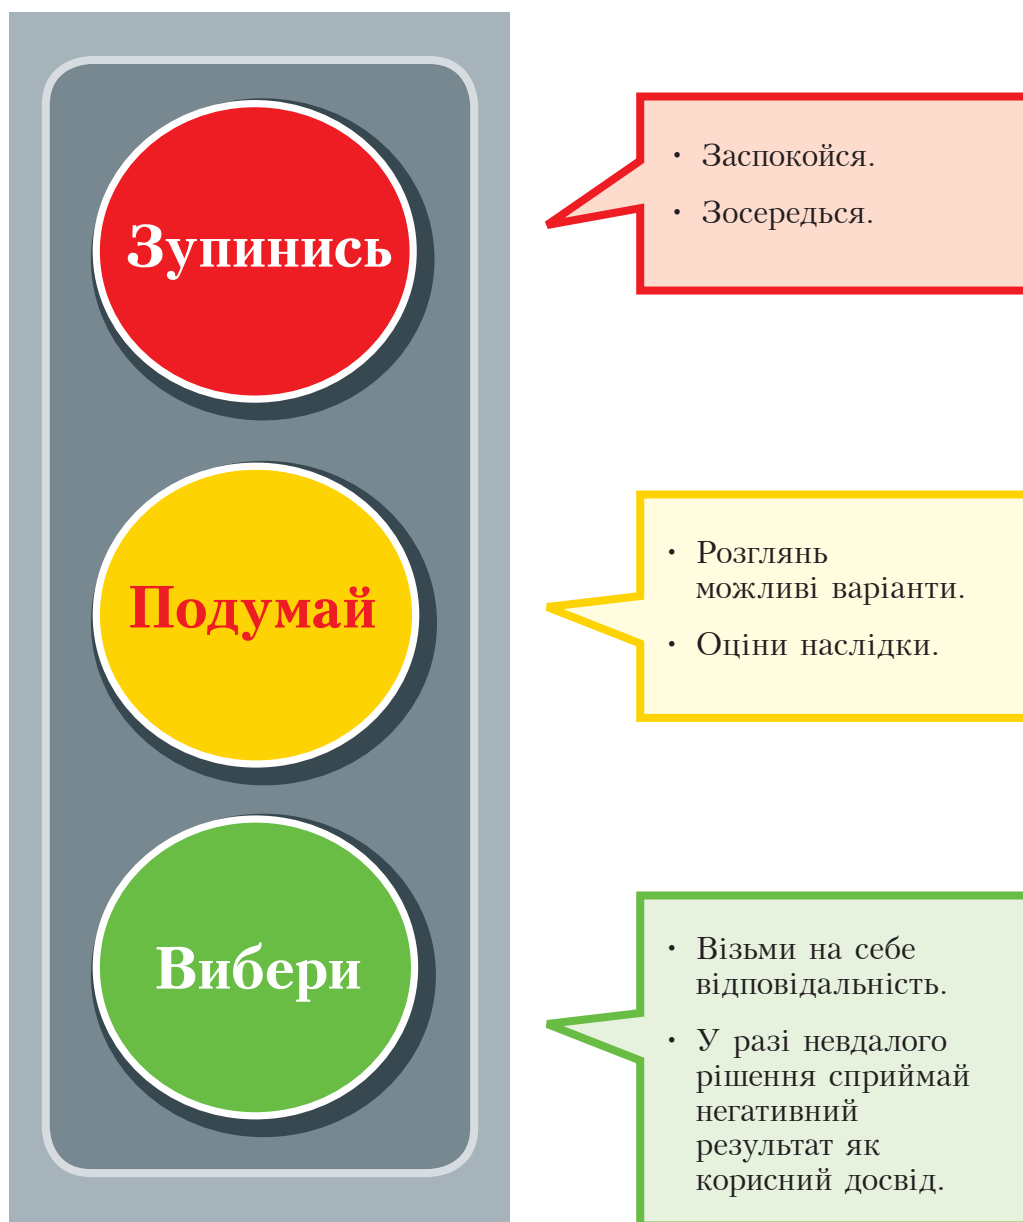 Зупинись
· Заспокойся.
· Зосередься.
Подумай
· Розглянь
можливі варіанти.
· Оціни наслідки.
Вибери
· Візьми на себе
відповідальність.
· У разі невдалого
рішення сприймай
негативний
результат як
корисний досвід.